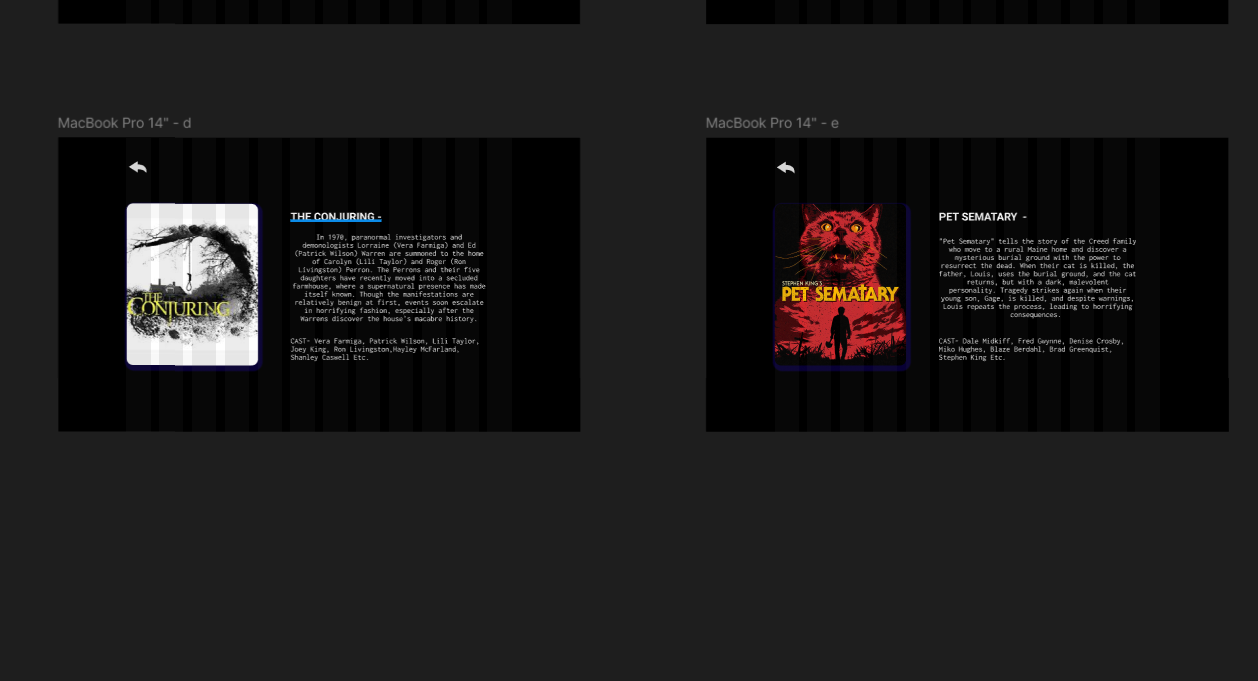 MacBook Pro 14" - d
THE CONJURING
THE CONJURING -
In 1970, paranormal investigators and
demonologists Lorraine (Vera Farmiga) and Ed
(Patrick Wilson) Warren are summoned to the home
of Carolyn (Lili Taylor) and Roger (Ron
Livingston) Perron. The Perrons and their five
daughters have recently moved into a secluded
farmhouse, where a supernatural presence has made
itself known. Though the manifestations are
relatively benign at first, events soon escalate
in horrifying fashion, especially after the
Warrens discover the house's macabre history.
CAST- Vera Farmiga, Patrick Wilson, Lili Taylor,
Joey King, Ron Livingston,Hayley McFarland,
Shanley Caswell Etc.
MacBook Pro 14" - e
STEPHEN KING'S
PET SEMATARY
PET SEMATARY -
"Pet Sematary" tells the story of the Creed family
who move to a rural Maine home and discover a
mysterious burial ground with the power to
resurrect the dead. When their cat is killed, the
father, Louis, uses the burial ground, and the cat
returns, but with a dark, malevolent
personality. Tragedy strikes again when their
young son, Gage, is killed, and despite warnings,
Louis repeats the process, leading to horrifying
consequences.
CAST- Dale Midkiff, Fred Gwynne, Denise Crosby,
Miko Hughes, Blaze Berdahl, Brad Greenquist,
Stephen King Etc.